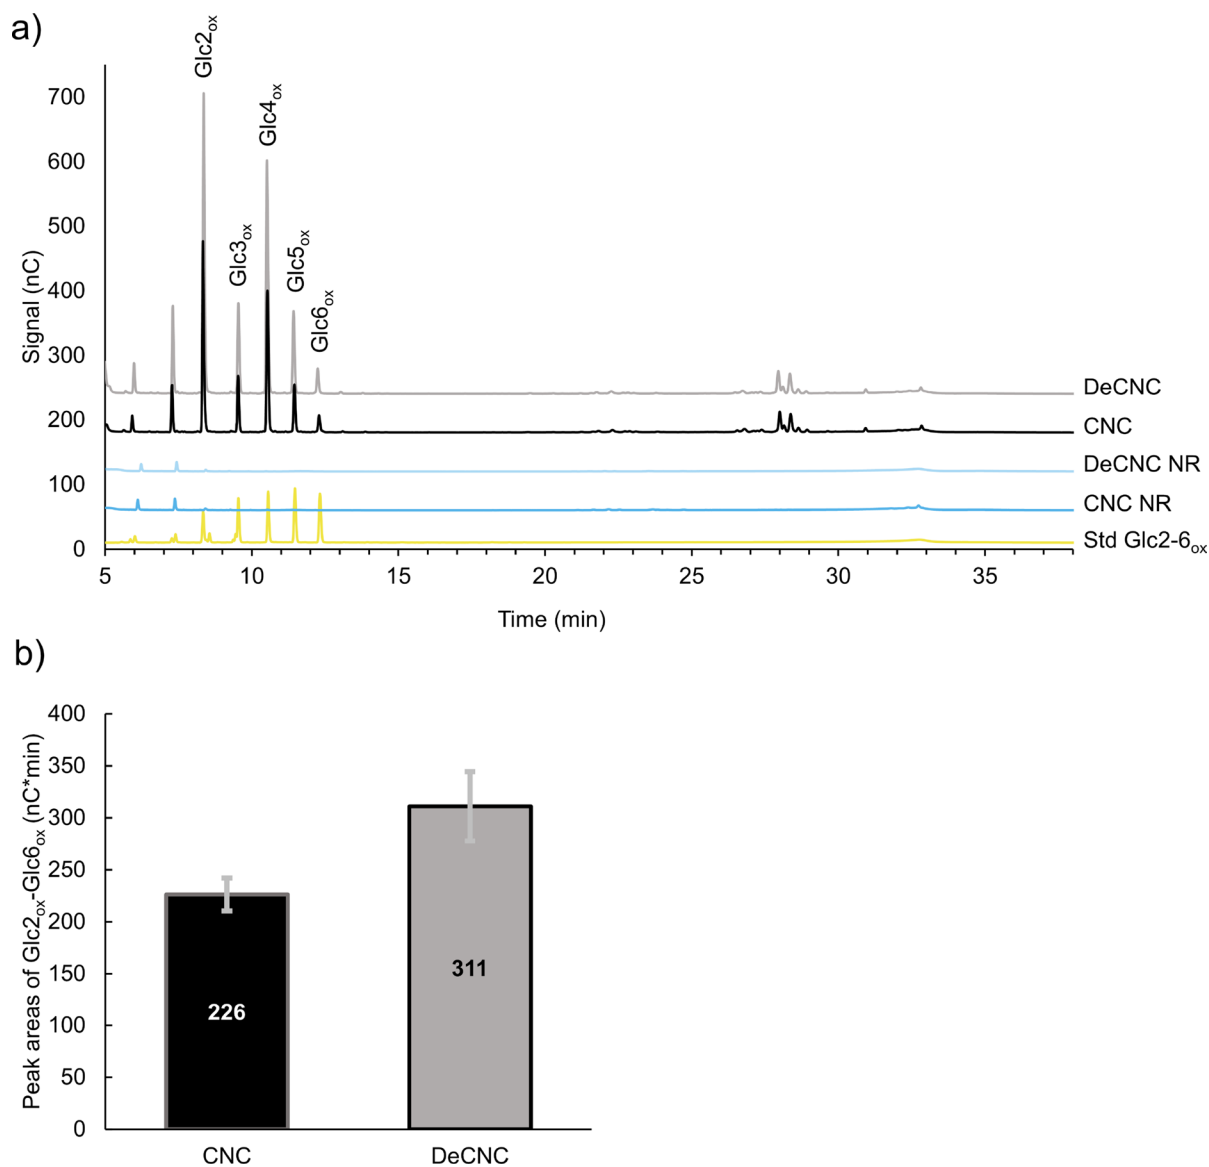 a)
Signal (nC)
700
600
500
400
300
200
100
0
Glc2ox
Glc3ox
Glc4ox
Glc5ox
Glc6ox
DeCNC
CNC
DeCNC NR
CNC NR
Std Glc2-6ox
5 10 15 20 25 30 35
Time (min)
b)
Peak areas of Glc2ox-Glc6ox (nC*min)
400
350
300
250
200
150
100
50
0
226
311
CNC DeCNC